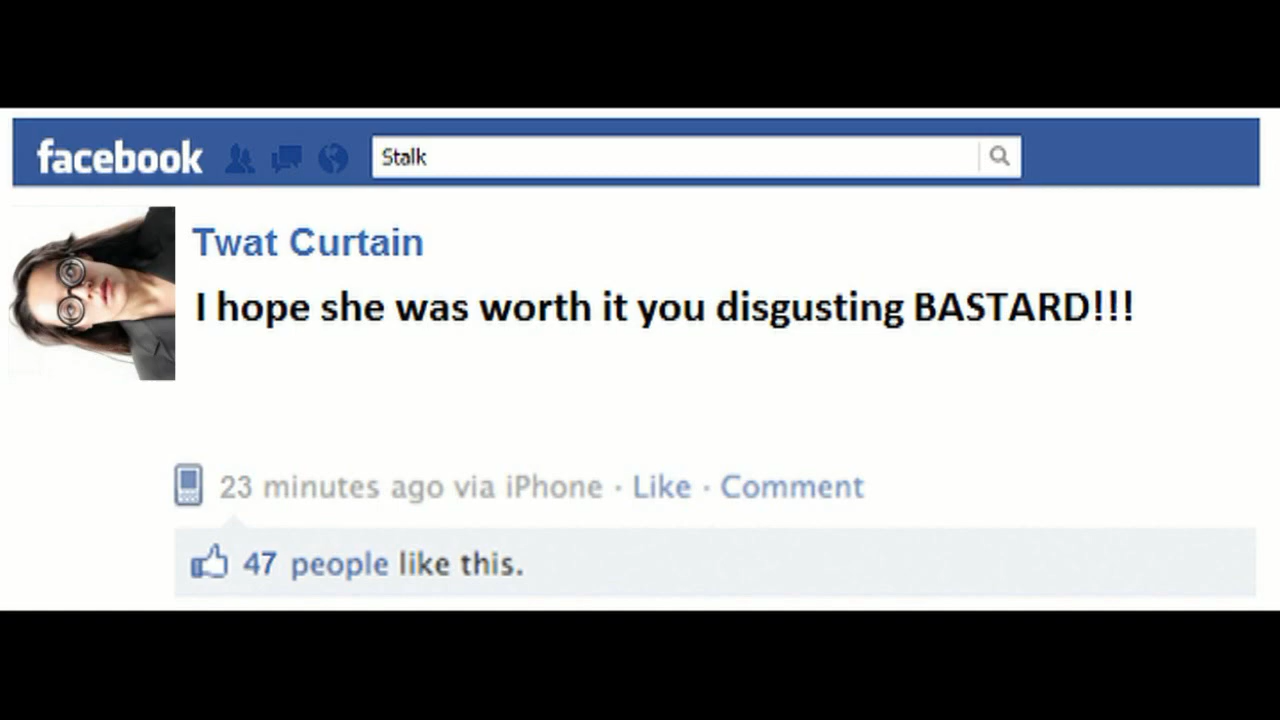 facebook
Stalk
Twat Curtain
I hope she was worth it you disgusting BASTARD!!!
23 minutes ago via iPhone · Like · Comment
47 people like this.